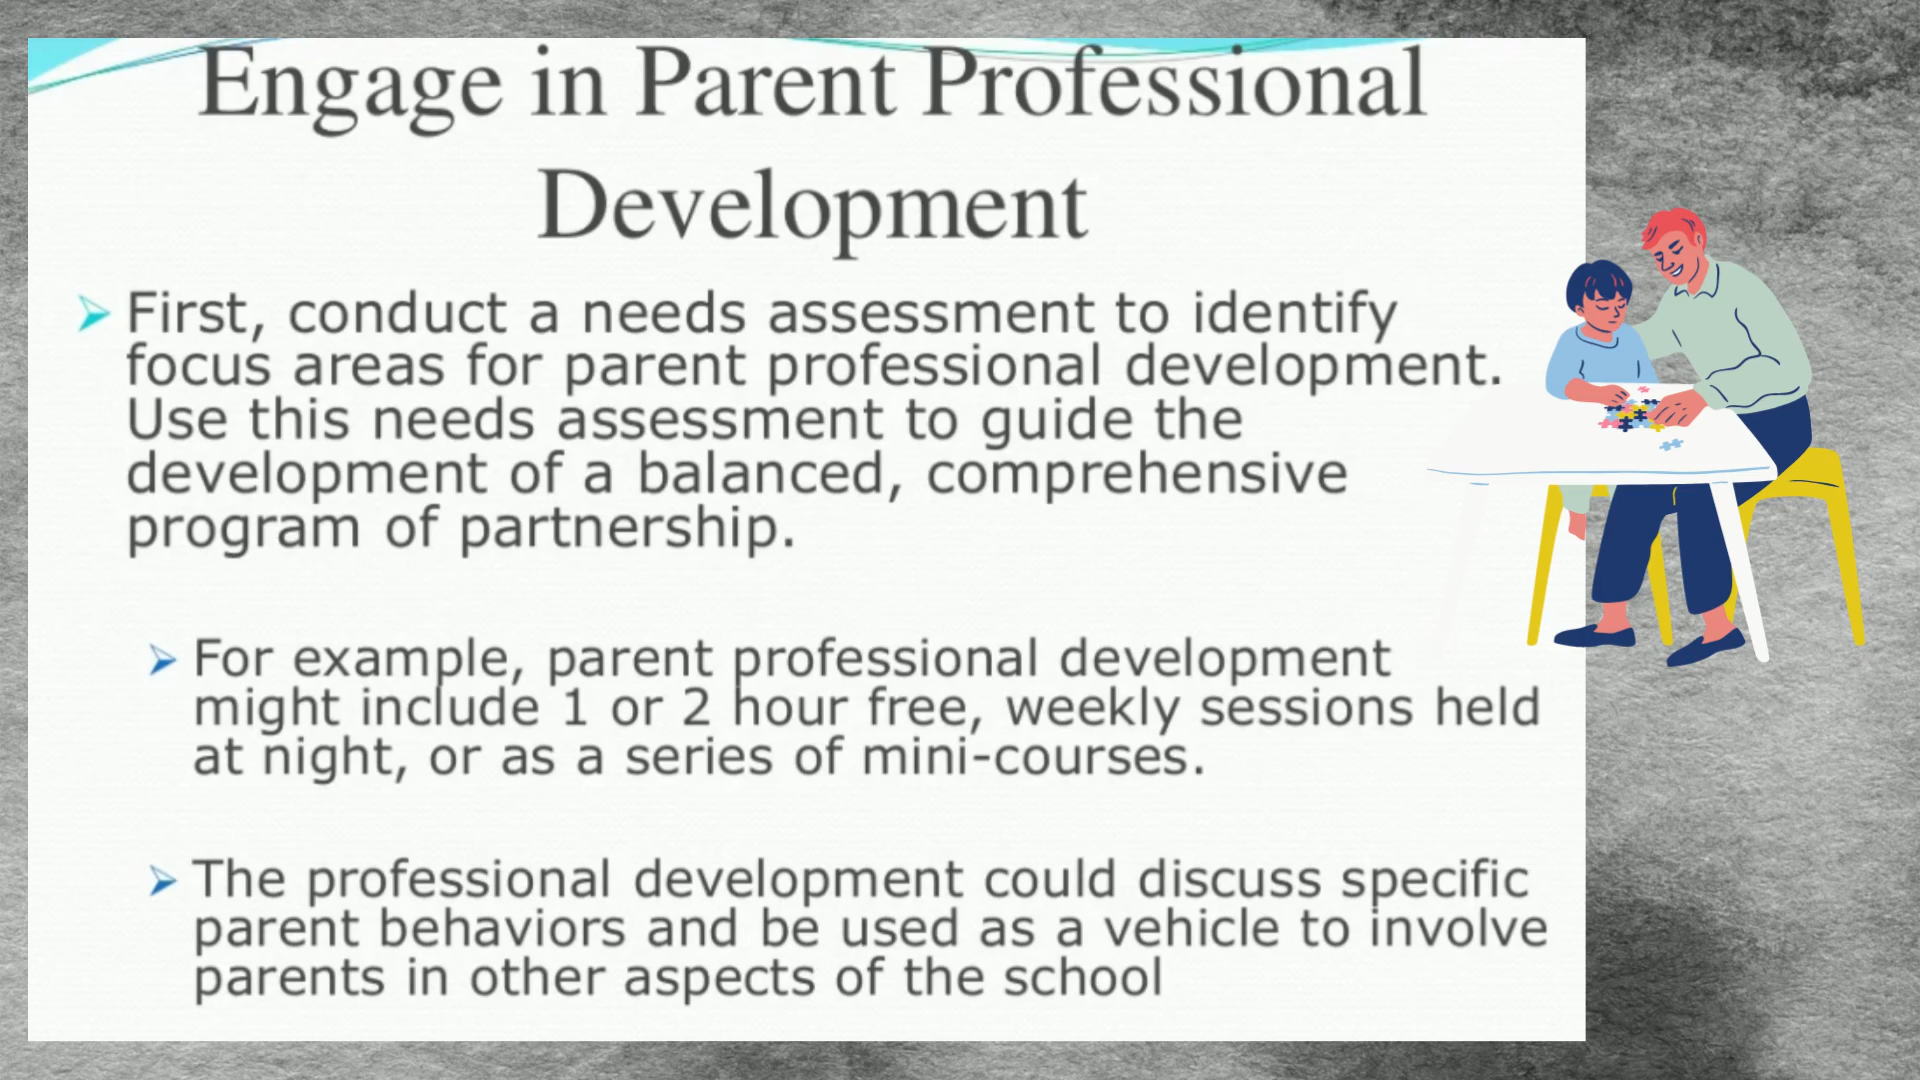 Engage in Parent Professional
Development
First, conduct a needs assessment to identify
focus areas for parent professional development.
Use this needs assessment to guide the
development of a balanced, comprehensive
program of partnership.
For example, parent professional development
might include 1 or 2 hour free, weekly sessions held
at night, or as a series of mini-courses.
The professional development could discuss specific
parent behaviors and be used as a vehicle to involve
parents in other aspects of the school